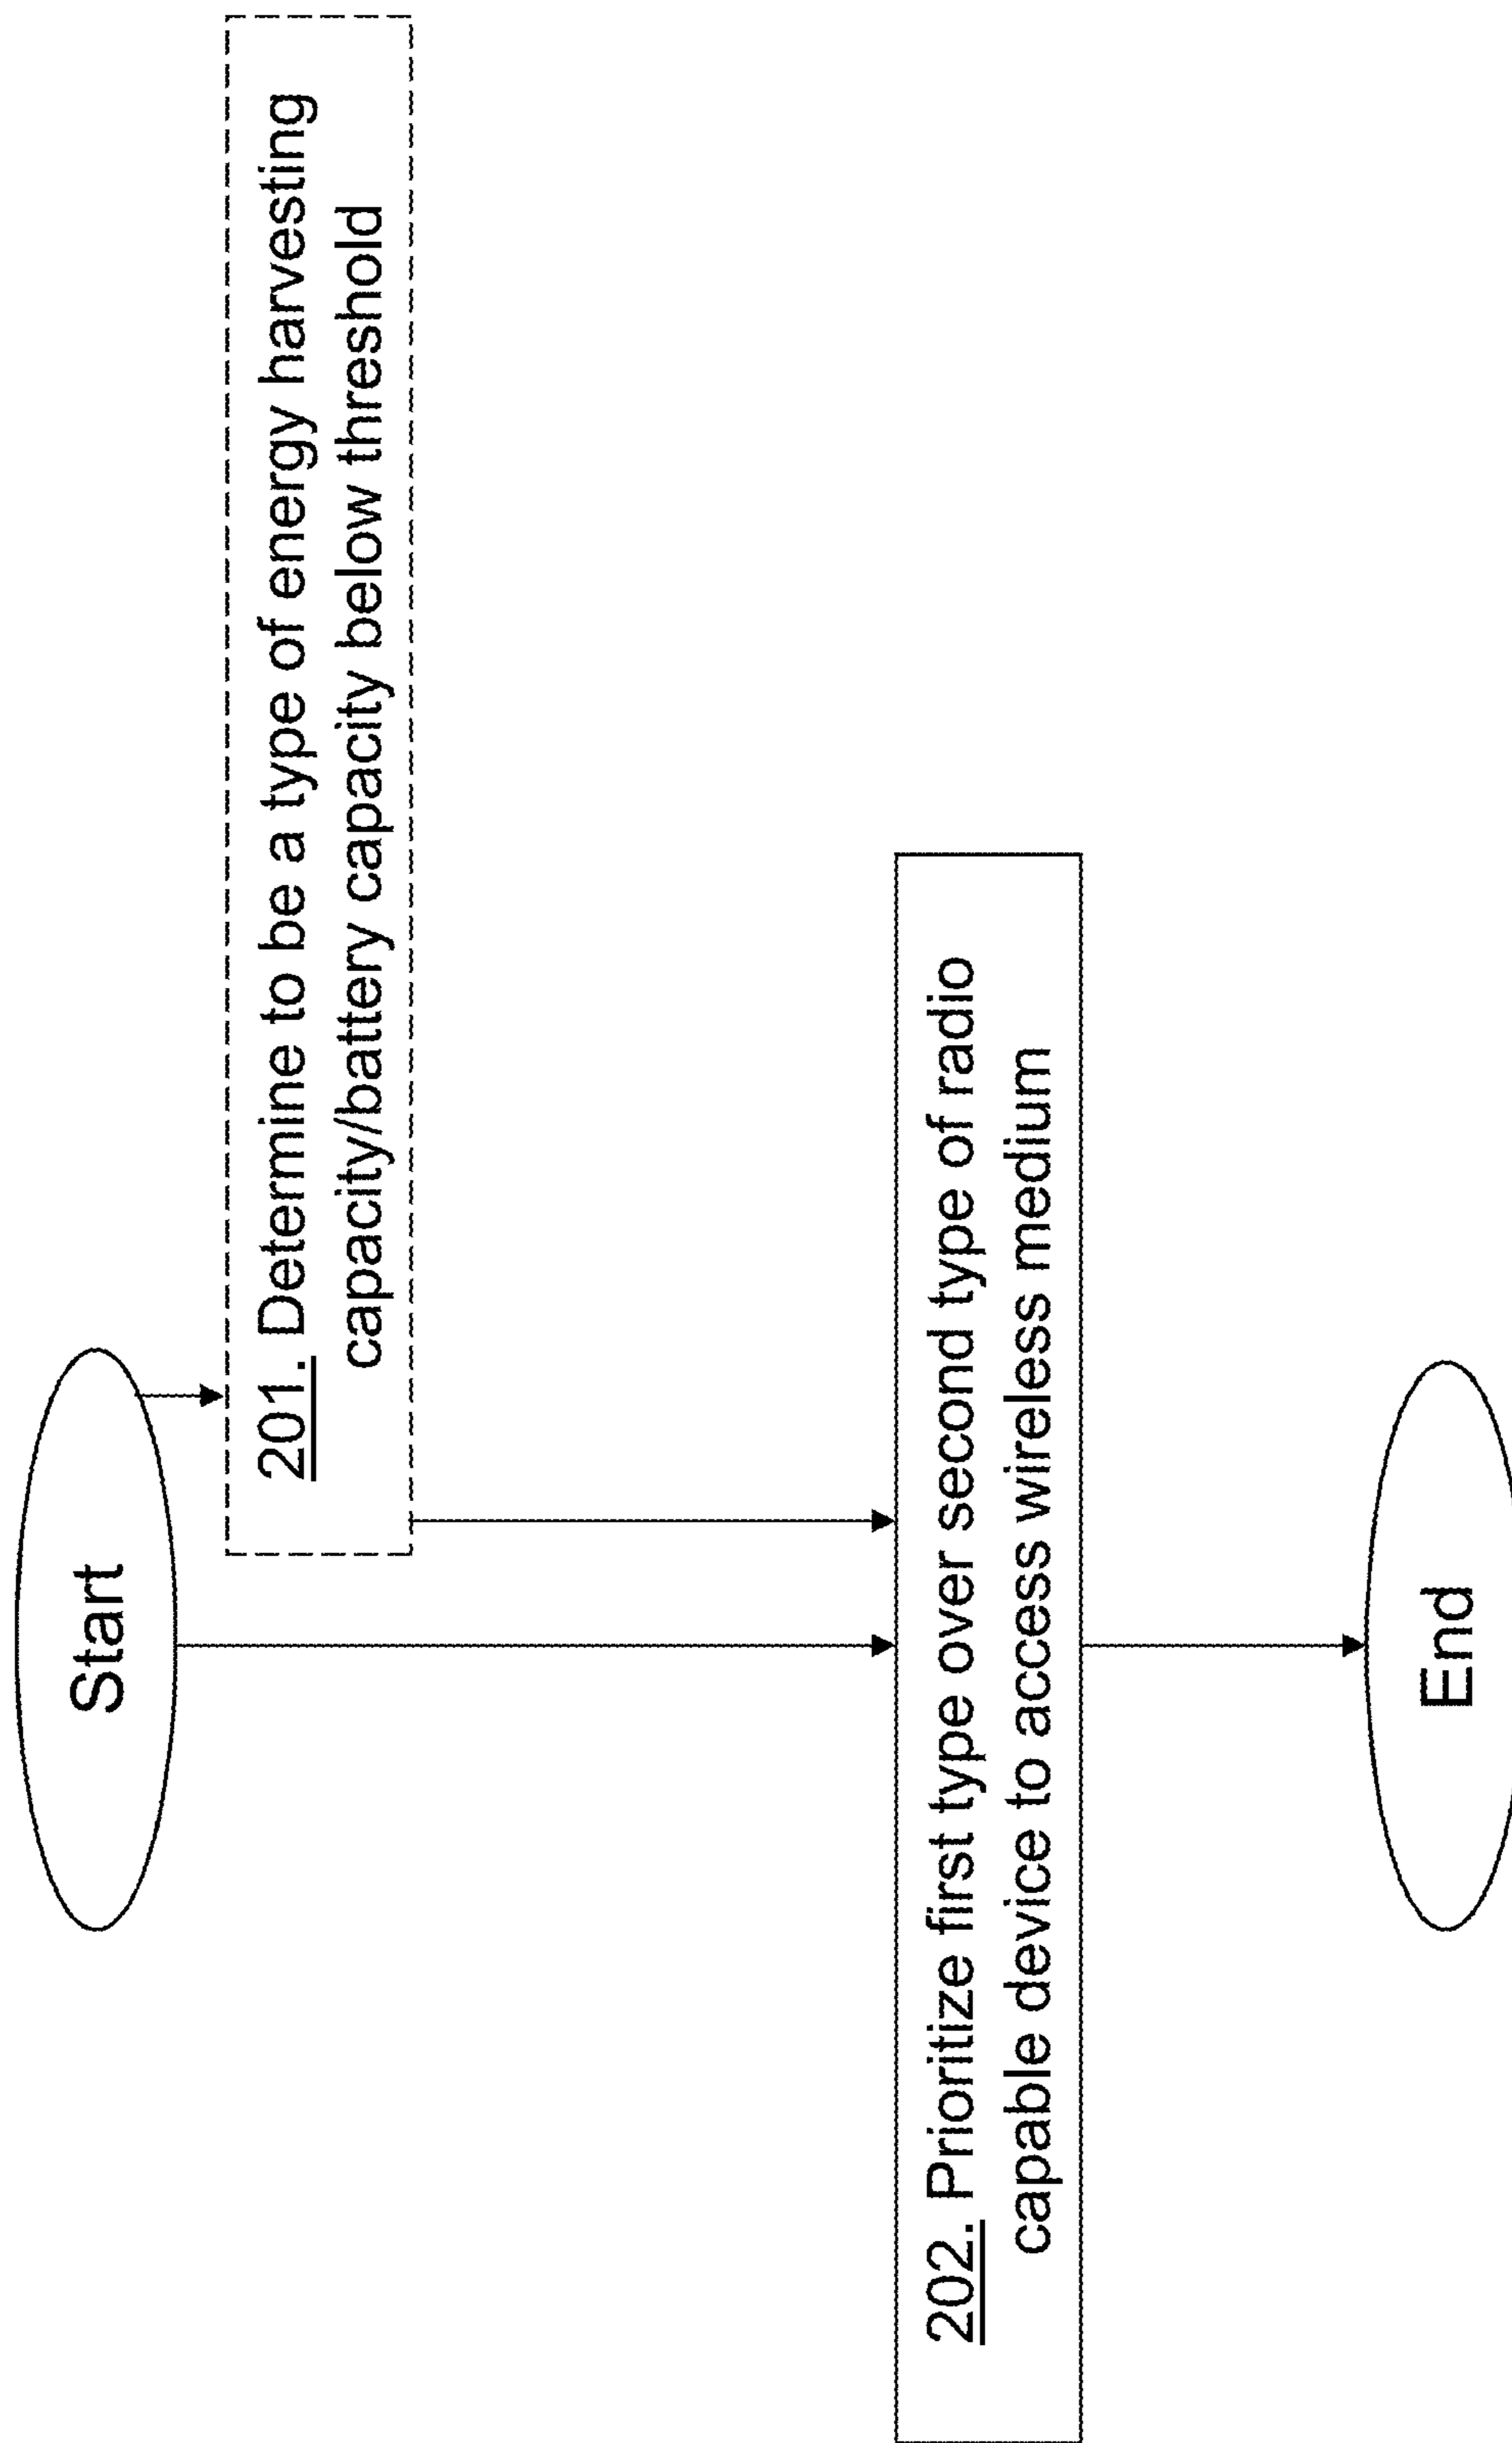 Start
201. Determine to be a type of energy harvesting
capacity/battery capacity below threshold
202. Prioritize first type over second type of radio
capable device to access wireless medium
End